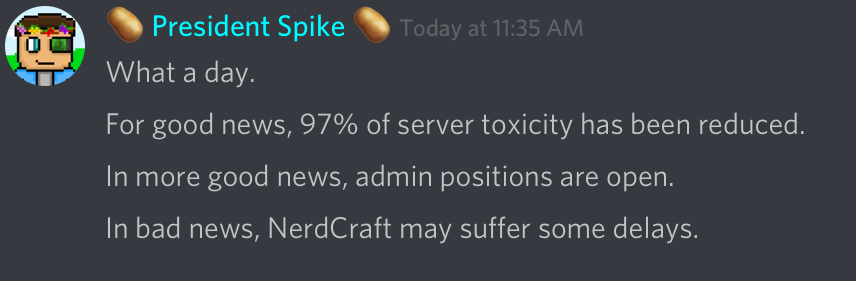 🥔 President Spike 🥔 Today at 11:35 AM
What a day.
For good news, 97% of server toxicity has been reduced.
In more good news, admin positions are open.
In bad news, NerdCraft may suffer some delays.